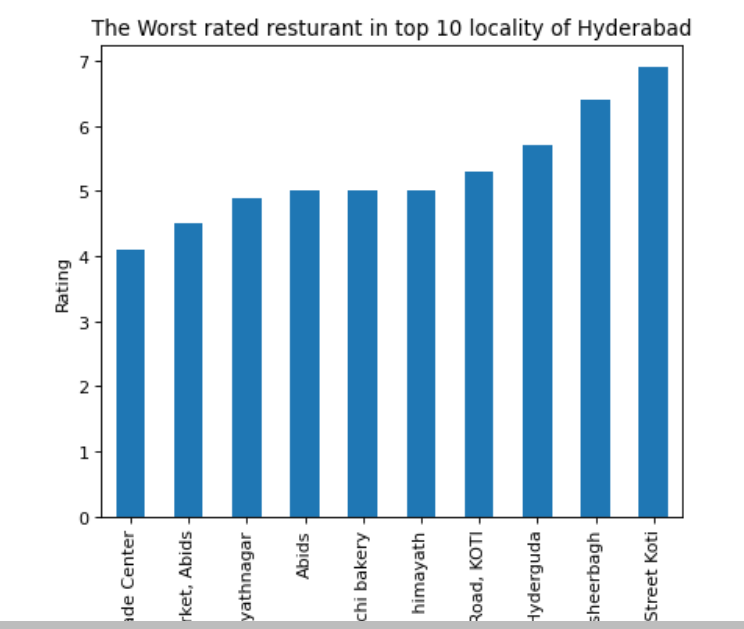 The Worst rated resturant in top 10 locality of Hyderabad
7
6
5
4
3
2
1
0
Rating
ade Center
rket, Abids
yathnagar
Abids
chi bakery
himayath
Road, KOTI
Hyderguda
sheerbagh
Street Koti